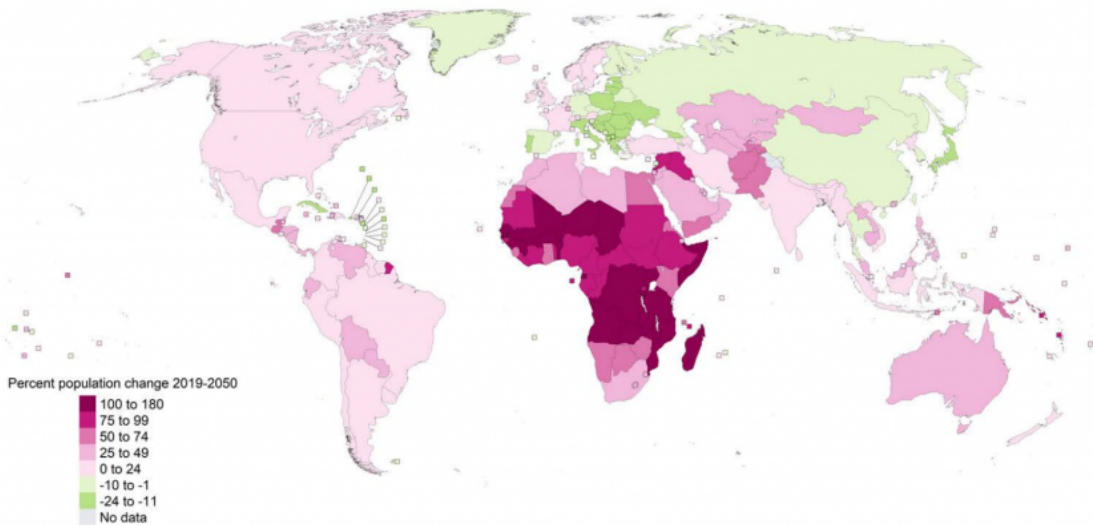 Percent population change 2019-2050
100 to 180
75 to 99
50 to 74
25 to 49
0 to 24
-10 to -1
-24 to -11
No data